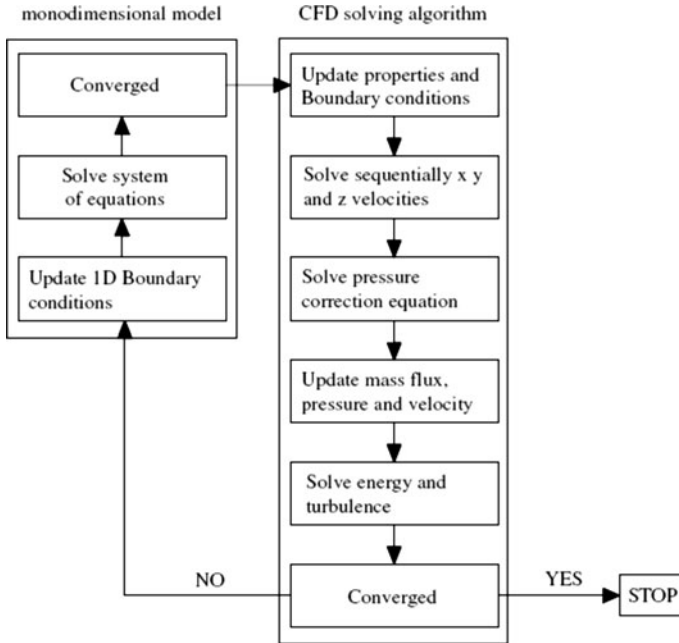 monodimensional model
Converged
Solve system
of equations
Update 1D Boundary
conditions
CFD solving algorithm
Update properties and
Boundary conditions
Solve sequentially x y
and z velocities
Solve pressure
correction equation
Update mass flux,
pressure and velocity
Solve energy and
turbulence
Converged
NO
YES
STOP